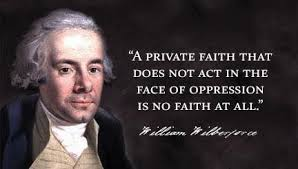 “A PRIVATE FAITH THAT
DOES NOT ACT IN THE
FACE OF OPPRESSION
IS NO FAITH AT ALL.”
William Wilberforce